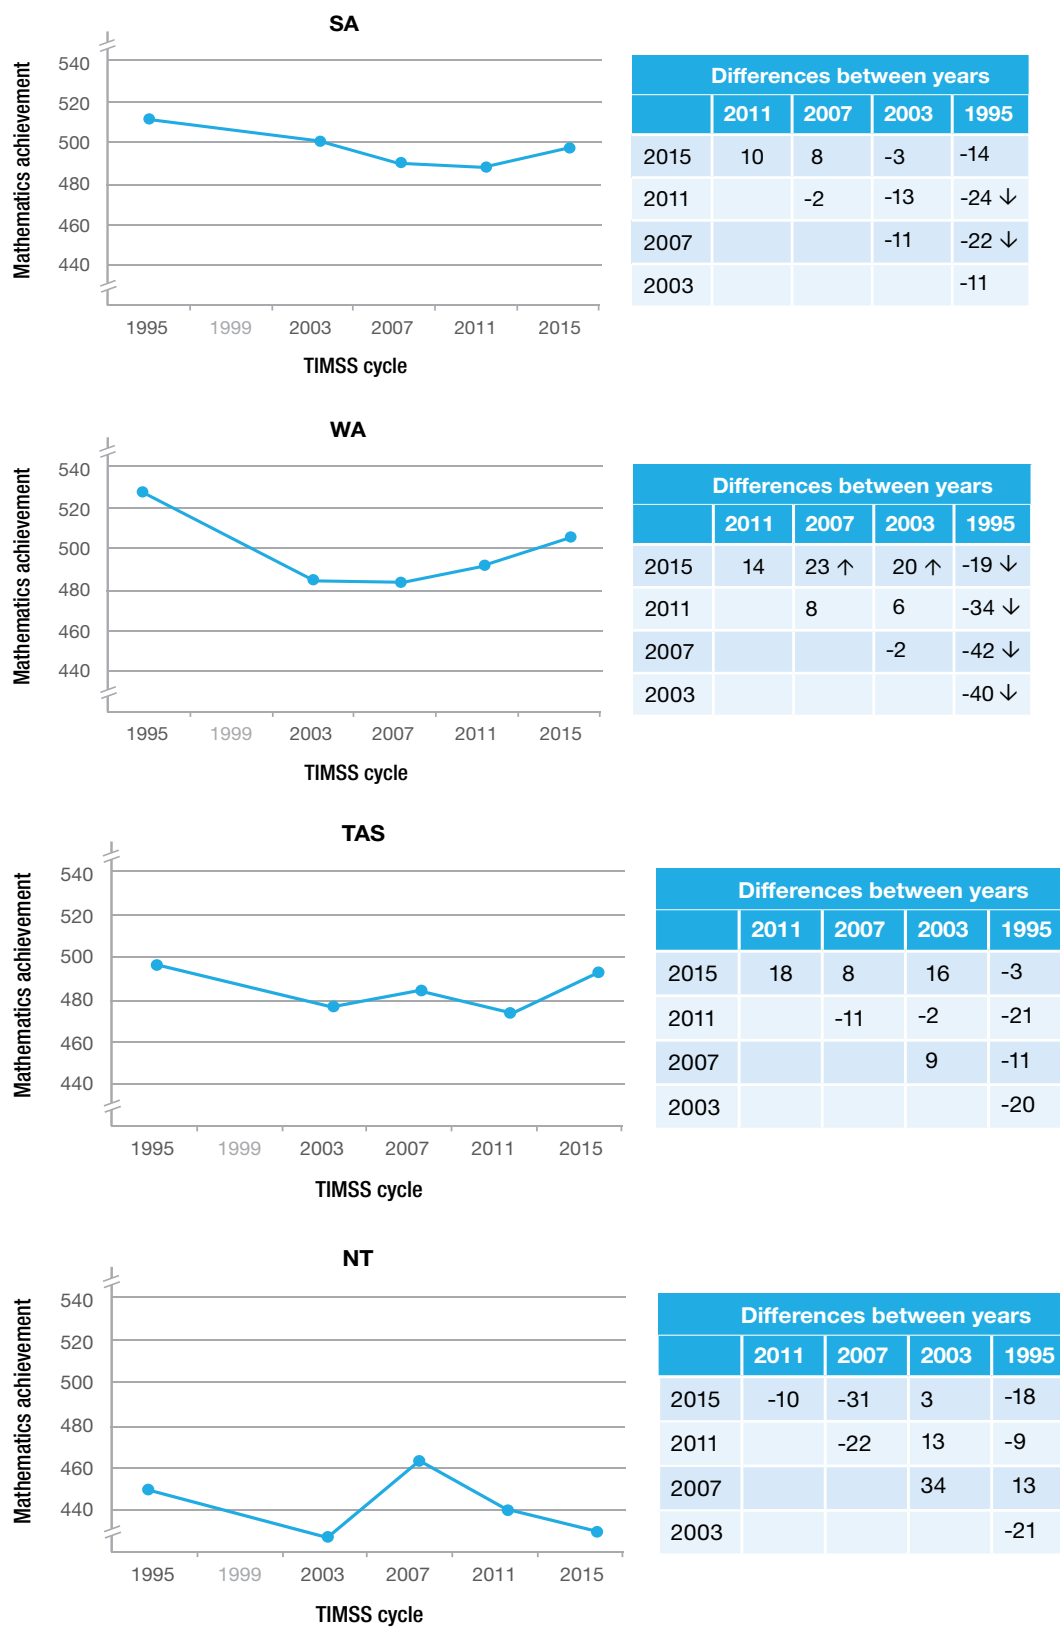 SA
Mathematics achievement
540
520
500
480
460
440
1995 1999 2003 2007 2011 2015
TIMSS cycle
Differences between years
2011 2007 2003 1995
2015 10 8 -3 -14
2011 -2 -13 -24 ↓
2007 -11 -22 ↓
2003 -11
WA
Mathematics achievement
540
520
500
480
460
440
1995 1999 2003 2007 2011 2015
TIMSS cycle
Differences between years
2011 2007 2003 1995
2015 14 23 ↑ 20 ↑ -19 ↓
2011 8 6 -34 ↓
2007 -2 -42 ↓
2003 -40 ↓
TAS
Mathematics achievement
540
520
500
480
460
440
1995 1999 2003 2007 2011 2015
TIMSS cycle
Differences between years
2011 2007 2003 1995
2015 18 8 16 -3
2011 -11 -2 -21
2007 9 -11
2003 -20
NT
Mathematics achievement
540
520
500
480
460
440
1995 1999 2003 2007 2011 2015
TIMSS cycle
Differences between years
2011 2007 2003 1995
2015 -10 -31 3 -18
2011 -22 13 -9
2007 34 13
2003 -21